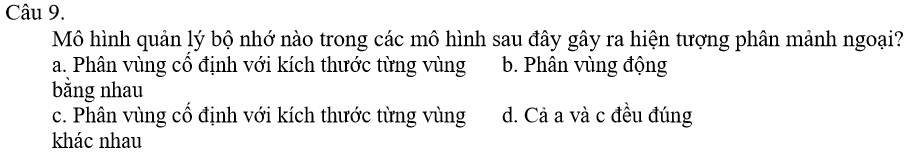 Câu 9.
Mô hình quản lý bộ nhớ nào trong các mô hình sau đây gây ra hiện tượng phân mảnh ngoại?
a. Phân vùng cố định với kích thước từng vùng b. Phân vùng động
bằng nhau
c. Phân vùng cố định với kích thước từng vùng d. Cả a và c đều đúng
khác nhau